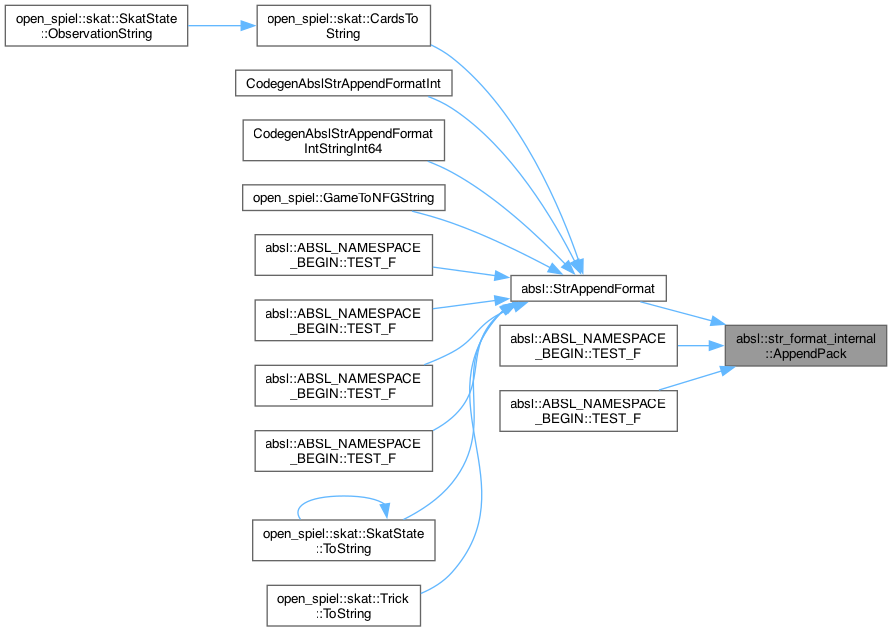 open_spiel::skat::SkatState
::ObservationString
open_spiel::skat::CardsTo
String
CodegenAbslStrAppendFormatInt
CodegenAbslStrAppendFormat
IntStringInt64
open_spiel::GameToNFGString
absl::ABSL_NAMESPACE
_BEGIN::TEST_F
absl::ABSL_NAMESPACE
_BEGIN::TEST_F
absl::ABSL_NAMESPACE
_BEGIN::TEST_F
absl::ABSL_NAMESPACE
_BEGIN::TEST_F
open_spiel::skat::SkatState
::ToString
open_spiel::skat::Trick
::ToString
absl::StrAppendFormat
absl::ABSL_NAMESPACE
_BEGIN::TEST_F
absl::ABSL_NAMESPACE
_BEGIN::TEST_F
absl::str_format_internal
::AppendPack